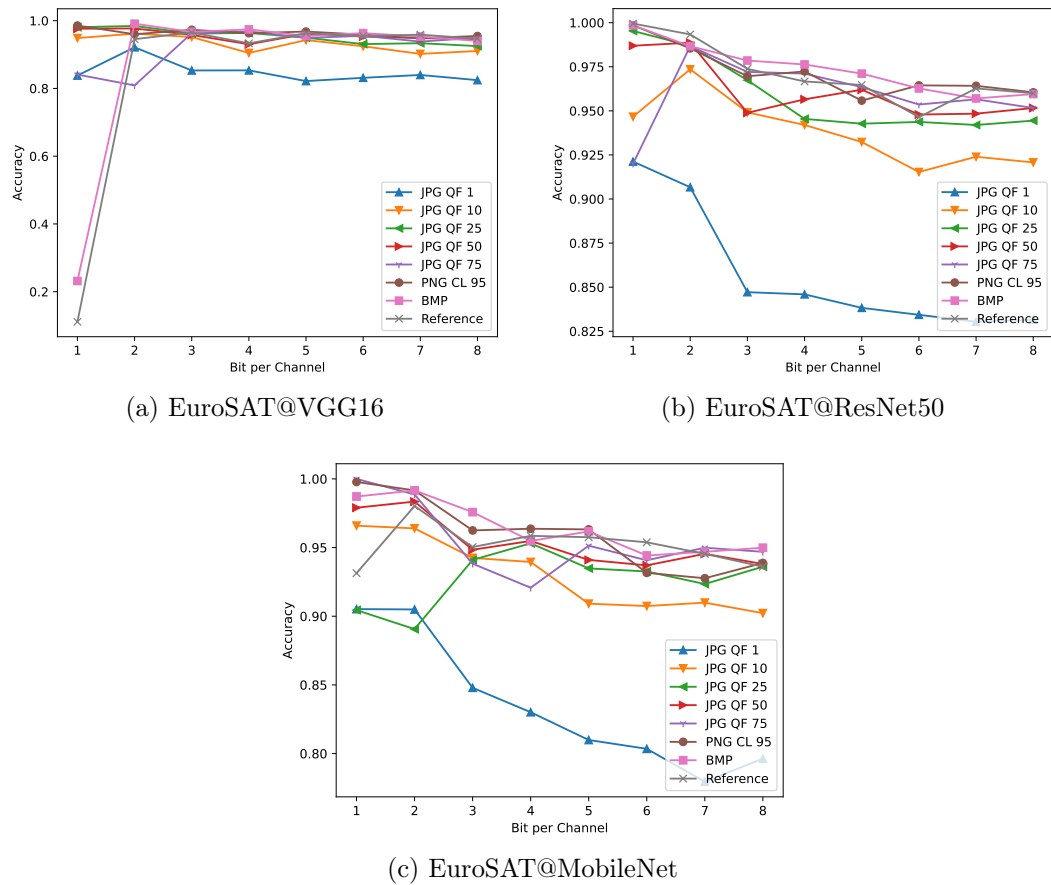 1.0
0.8
0.6
0.4
0.2
Accuracy
1 2 3 4 5 6 7 8
Bit per Channel
JPG QF 1
JPG QF 10
JPG QF 25
JPG QF 50
JPG QF 75
PNG CL 95
BMP
Reference
(a) EuroSAT@VGG16
1.000
0.975
0.950
0.925
0.900
0.875
0.850
0.825
Accuracy
1 2 3 4 5 6 7 8
Bit per Channel
JPG QF 1
JPG QF 10
JPG QF 25
JPG QF 50
JPG QF 75
PNG CL 95
BMP
Reference
(b) EuroSAT@ResNet50
1.00
0.95
0.90
0.85
0.80
Accuracy
1 2 3 4 5 6 7 8
Bit per Channel
JPG QF 1
JPG QF 10
JPG QF 25
JPG QF 50
JPG QF 75
PNG CL 95
BMP
Reference
(c) EuroSAT@MobileNet